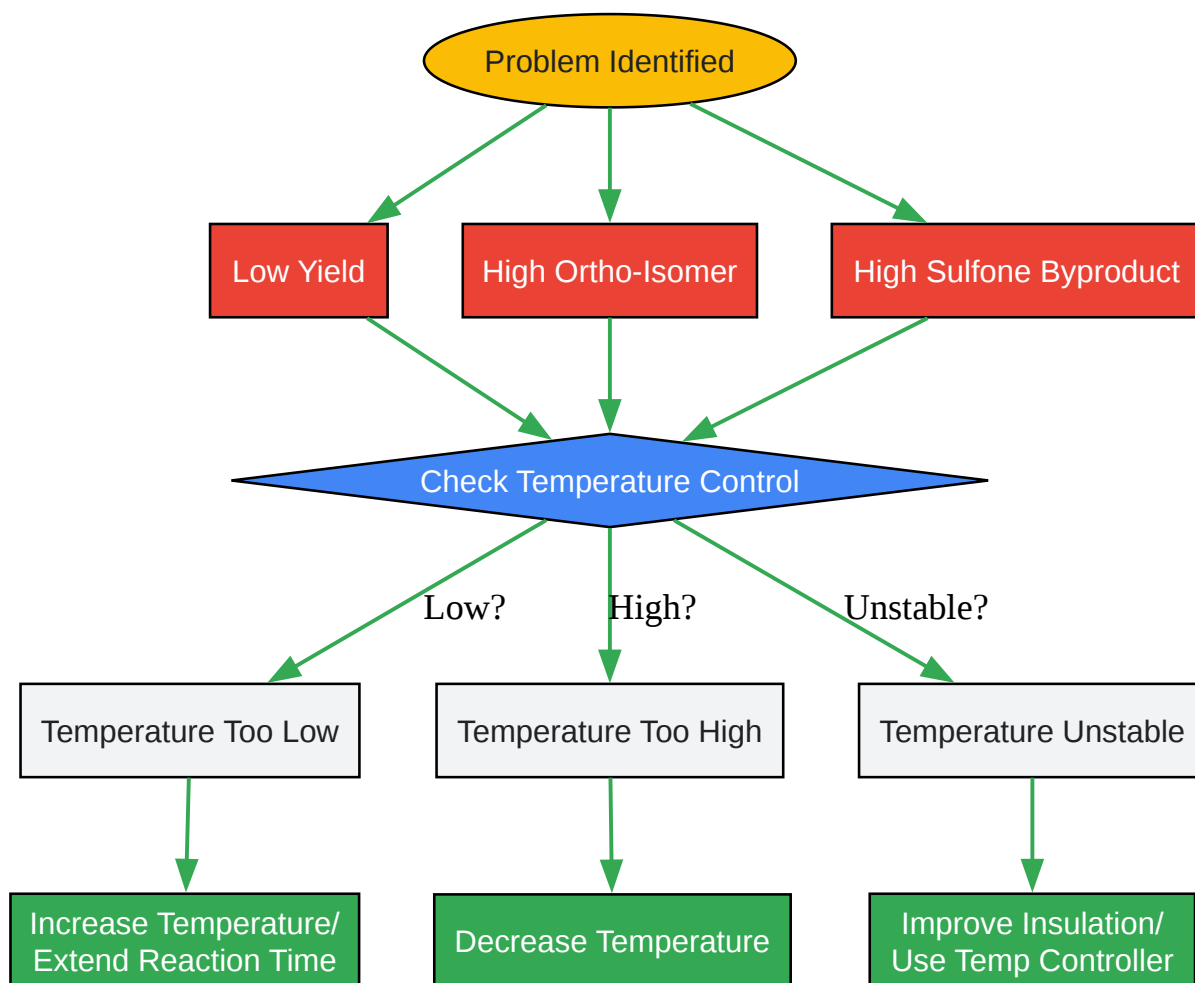 Problem Identified
Low Yield
High Ortho-Isomer
High Sulfone Byproduct
Check Temperature Control
Low?
High?
Unstable?
Temperature Too Low
Temperature Too High
Temperature Unstable
Increase Temperature/
Extend Reaction Time
Decrease Temperature
Improve Insulation/
Use Temp Controller